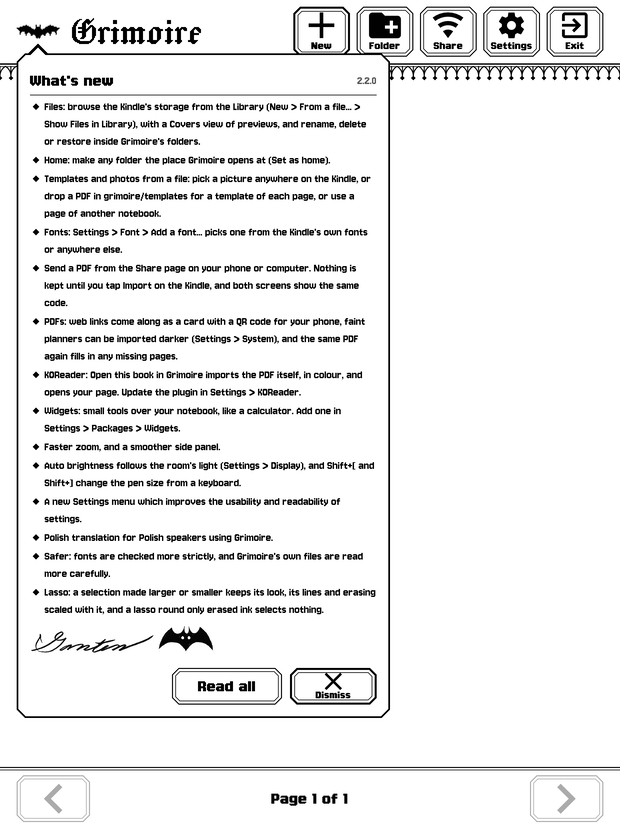 Grimoire
New
Folder
Share
Settings
Exit
What's new
2.2.0
◆ Files: browse the Kindle's storage from the Library (New > From a file... >
Show Files in Library), with a Covers view of previews, and rename, delete
or restore inside Grimoire's folders.
◆ Home: make any folder the place Grimoire opens at (Set as home).
◆ Templates and photos from a file: pick a picture anywhere on the Kindle, or
drop a PDF in grimoire/templates for a template of each page, or use a
page of another notebook.
◆ Fonts: Settings > Font > Add a font... picks one from the Kindle's own fonts
or anywhere else.
◆ Send a PDF from the Share page on your phone or computer. Nothing is
kept until you tap Import on the Kindle, and both screens show the same
code.
◆ PDFs: web links come along as a card with a QR code for your phone, faint
planners can be imported darker (Settings > System), and the same PDF
again fills in any missing pages.
◆ KOReader: Open this book in Grimoire imports the PDF itself, in colour, and
opens your page. Update the plugin in Settings > KOReader.
◆ Widgets: small tools over your notebook, like a calculator. Add one in
Settings > Packages > Widgets.
◆ Faster zoom, and a smoother side panel.
◆ Auto brightness follows the room's light (Settings > Display), and Shift+[ and
Shift+] change the pen size from a keyboard.
◆ A new Settings menu which improves the usability and readability of
settings.
◆ Polish translation for Polish speakers using Grimoire.
◆ Safer: fonts are checked more strictly, and Grimoire's own files are read
more carefully.
◆ Lasso: a selection made larger or smaller keeps its look, its lines and erasing
scaled with it, and a lasso round only erased ink selects nothing.
Read all
Dismiss
Page 1 of 1